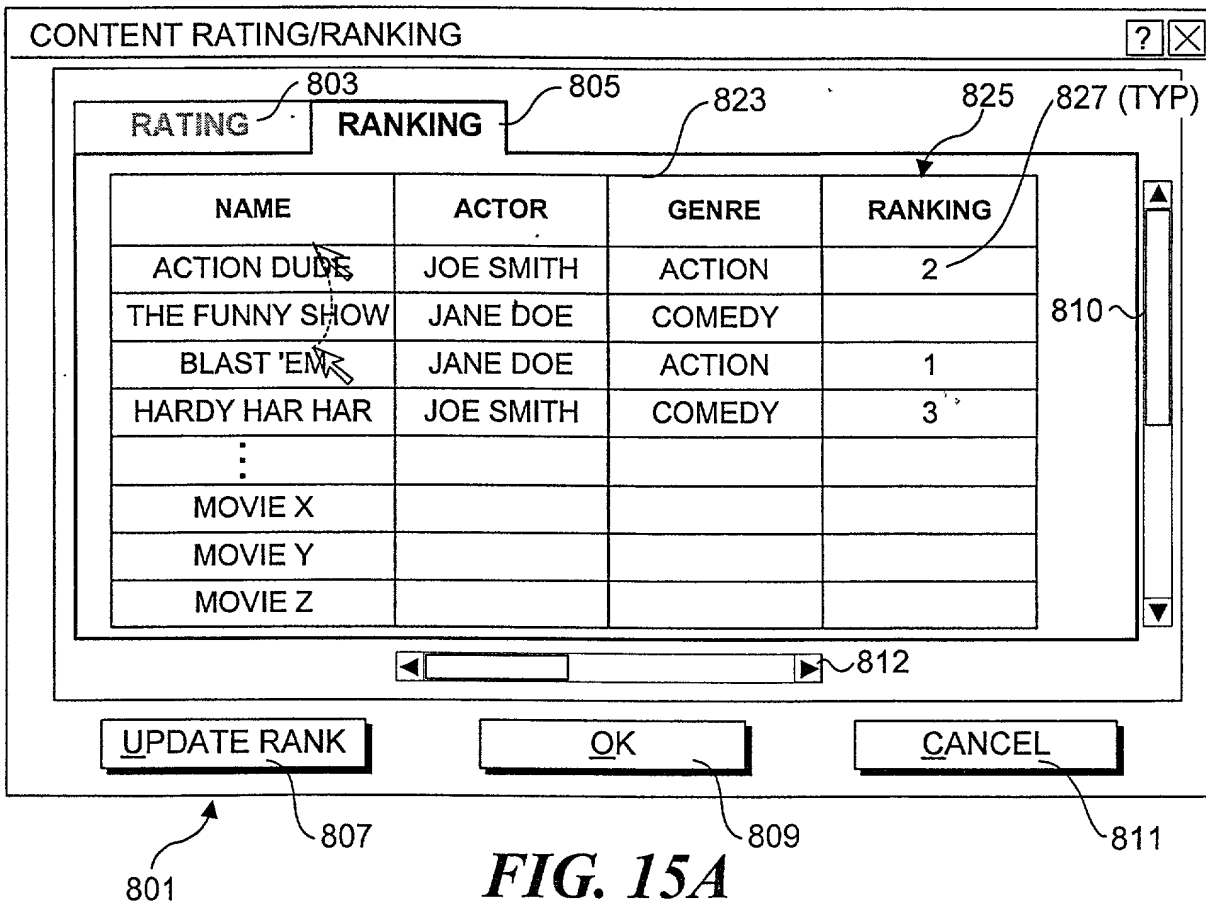 CONTENT RATING/RANKING ? X
803 805 823 825 827 (TYP)
RATING RANKING
NAME ACTOR GENRE RANKING
ACTION DUDE JOE SMITH ACTION 2
THE FUNNY SHOW JANE DOE COMEDY
810
BLAST 'EM JANE DOE ACTION 1
HARDY HAR HAR JOE SMITH COMEDY 3
⋮
MOVIE X
MOVIE Y
MOVIE Z
812
UPDATE RANK OK CANCEL
807 809 811
801
FIG. 15A